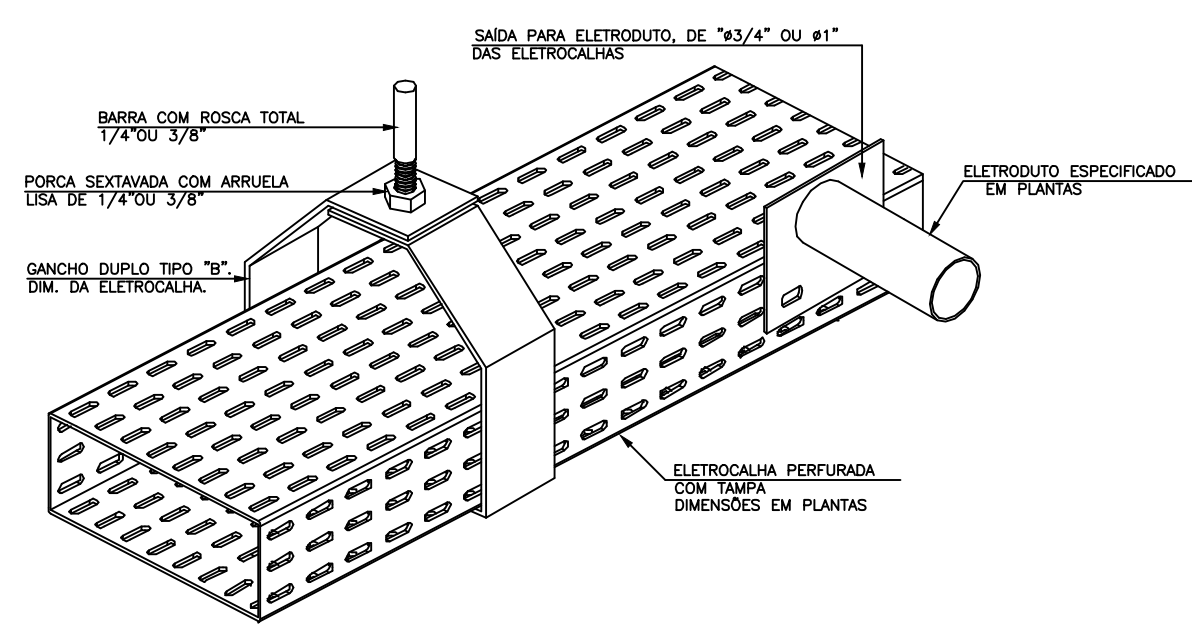 SAÍDA PARA ELETRODUTO, DE "ø3/4" OU ø1"
DAS ELETROCALHAS
BARRA COM ROSCA TOTAL
1/4"OU 3/8"
PORCA SEXTAVADA COM ARRUELA
LISA DE 1/4"OU 3/8"
GANCHO DUPLO TIPO "B".
DIM. DA ELETROCALHA.
ELETRODUTO ESPECIFICADO
EM PLANTAS
ELETROCALHA PERFURADA
COM TAMPA
DIMENSÕES EM PLANTAS